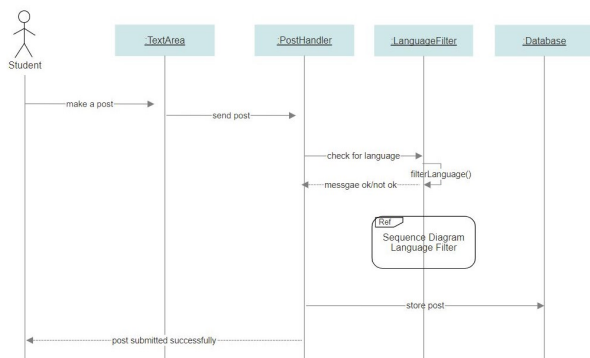 :TextArea
:PostHandler
:LanguageFilter
:Database
Student
make a post
send post
check for language
filterLanguage()
messgae ok/not ok
Ref
Sequence Diagram
Language Filter
store post
post submitted successfully